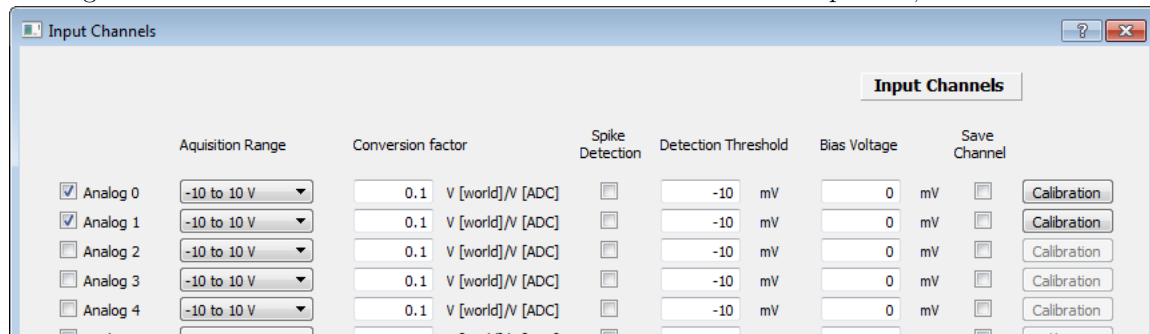 Input Channels
Input Channels
Aquisition Range Conversion factor Spike Detection Detection Threshold Bias Voltage Save Channel
Analog 0 -10 to 10 V 0.1 V [world]/V [ADC] -10 mV 0 mV Calibration
Analog 1 -10 to 10 V 0.1 V [world]/V [ADC] -10 mV 0 mV Calibration
Analog 2 -10 to 10 V 0.1 V [world]/V [ADC] -10 mV 0 mV Calibration
Analog 3 -10 to 10 V 0.1 V [world]/V [ADC] -10 mV 0 mV Calibration
Analog 4 -10 to 10 V 0.1 V [world]/V [ADC] -10 mV 0 mV Calibration